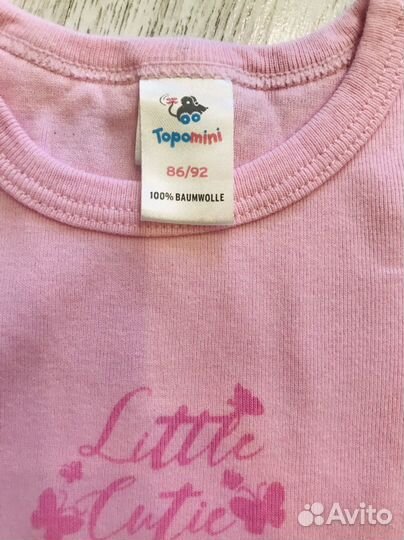 Topomini
86/92
100% BAUMWOLLE
Little
Cutie
Avito